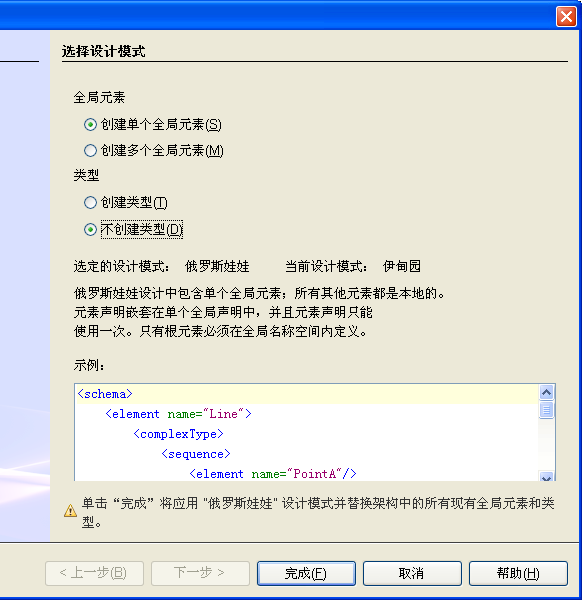 选择设计模式
全局元素
创建单个全局元素(S)
创建多个全局元素(M)
类型
创建类型(T)
不创建类型(D)
选定的设计模式： 俄罗斯娃娃 当前设计模式： 伊甸园
俄罗斯娃娃设计中包含单个全局元素；所有其他元素都是本地的。
元素声明嵌套在单个全局声明中，并且元素声明只能
使用一次。只有根元素必须在全局名称空间内定义。
示例：
<schema>
<element name="Line">
<complexType>
<sequence>
<element name="PointA"/>
单击“完成”将应用 "俄罗斯娃娃" 设计模式并替换架构中的所有现有全局元素和类
型。
< 上一步(B) 下一步 > 完成(F) 取消 帮助(H)